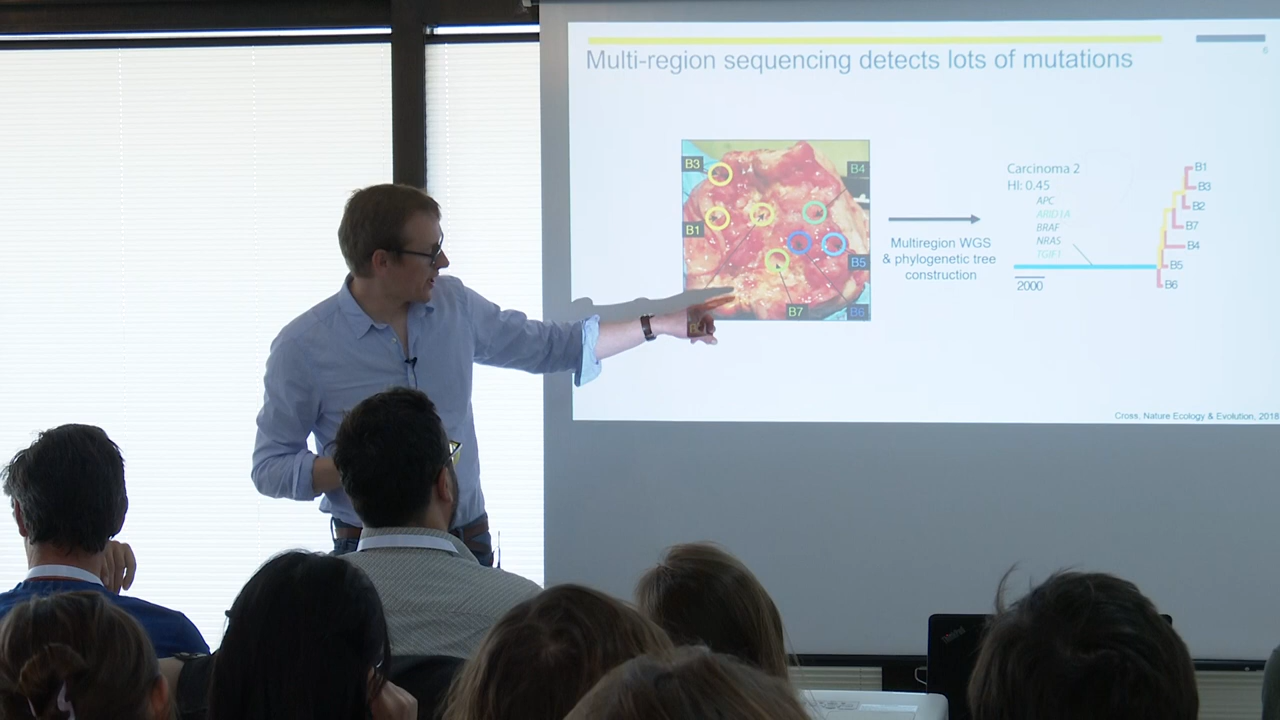 Multi-region sequencing detects lots of mutations
6
B3
B4
B1
B5
B7
B6
Multiregion WGS
& phylogenetic tree
construction
Carcinoma 2
HI: 0.45
APC
ARID1A
BRAF
NRAS
TGIF1
2000
B1
B3
B2
B7
B4
B5
B6
Cross, Nature Ecology & Evolution, 2018